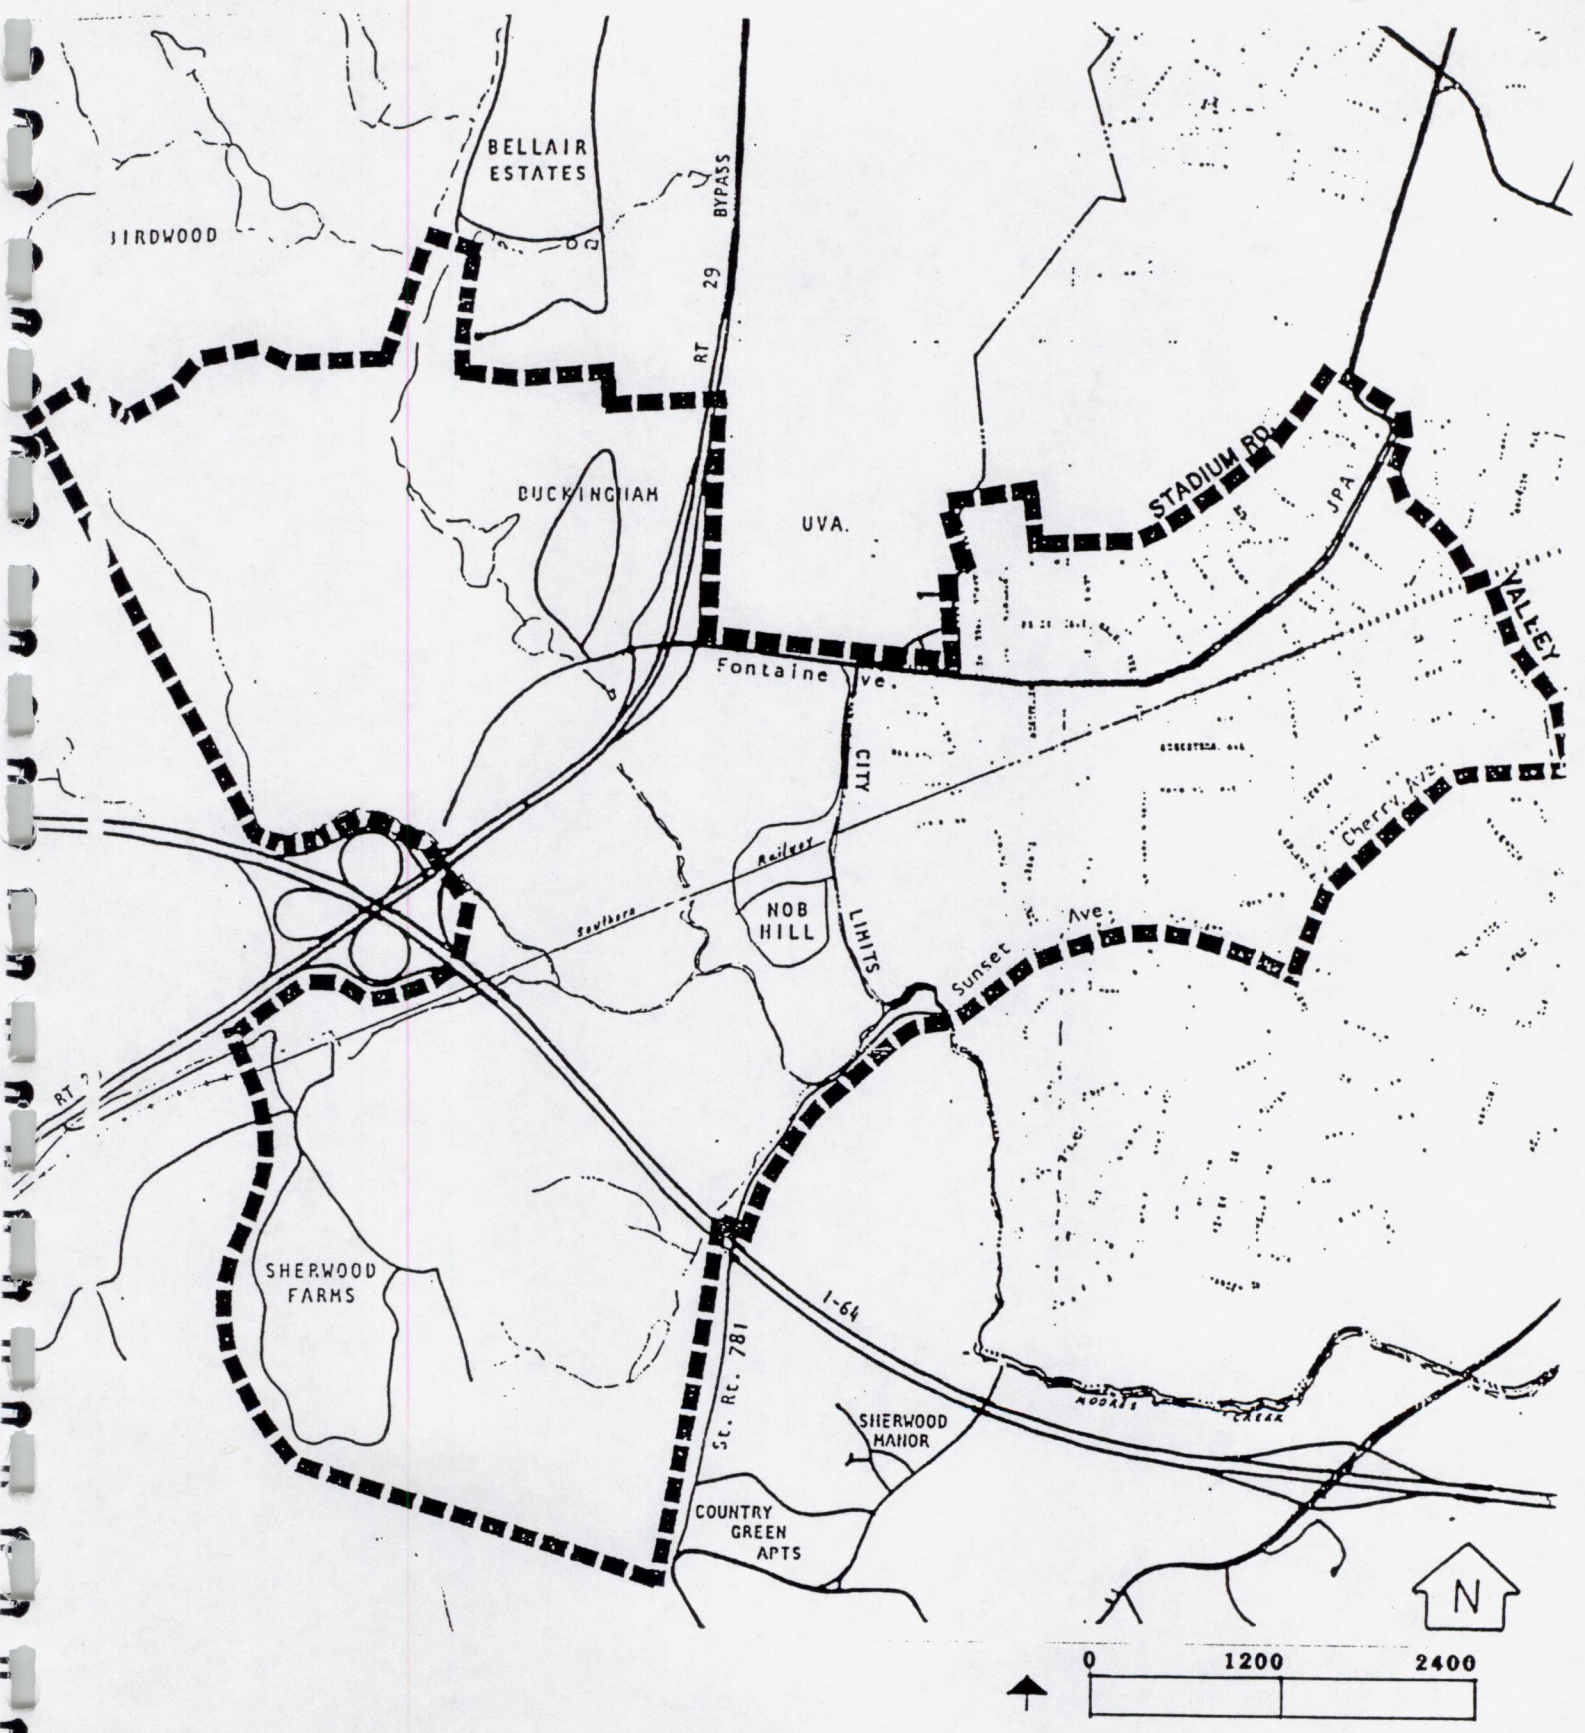 BELLAIR
ESTATES
BYPASS
29
RT
BUCKINGHAM
UVA.
STADIUM RD.
JPA
VALLEY
Fontaine ve.
CITY
LIMITS
Cherry Ave.
Railway
Southern
NOB
HILL
Sunset Ave.
RT
SHERWOOD
FARMS
I-64
St. Rt. 781
MOORES CREEK
SHERWOOD
MANOR
COUNTRY
GREEN
APTS
N
0 1200 2400